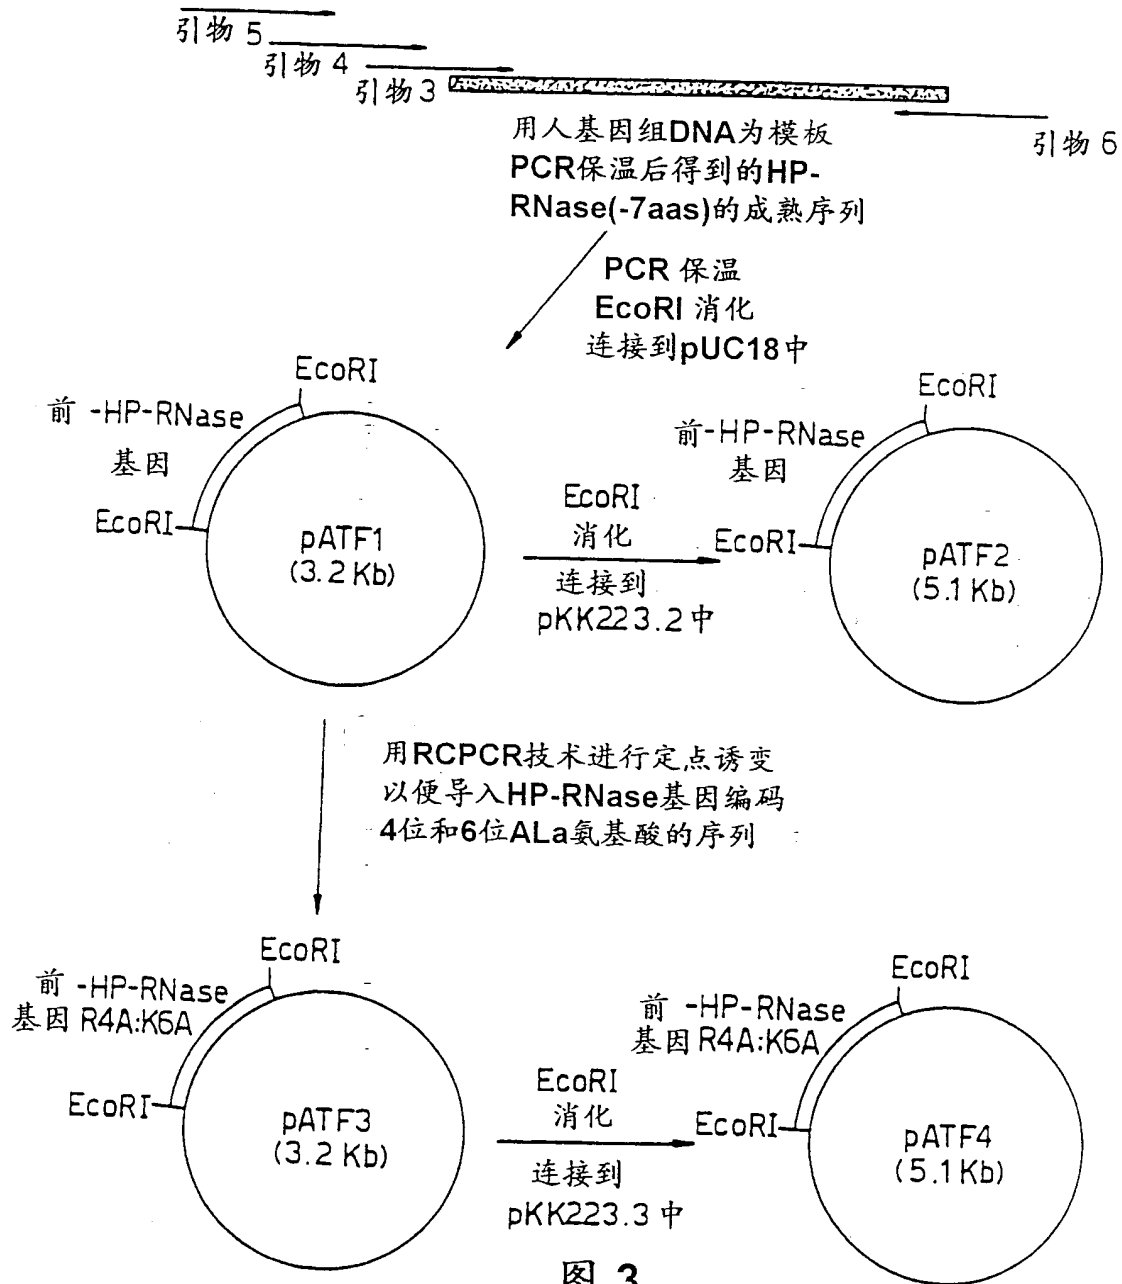 引物 5
引物 4
引物 3
引物 6
用人基因组DNA为模板
PCR保温后得到的HP-
RNase(-7aas)的成熟序列
PCR 保温
EcoRI 消化
连接到pUC18中
EcoRI
前 -HP-RNase
基因
EcoRI
pATF1
(3.2 Kb)
EcoRI
消化
连接到
pKK223.2中
EcoRI
前-HP-RNase
基因
EcoRI
pATF2
(5.1 Kb)
用RCPCR技术进行定点诱变
以便导入HP-RNase基因编码
4位和6位ALa氨基酸的序列
EcoRI
前 -HP-RNase
基因 R4A:K6A
EcoRI
pATF3
(3.2 Kb)
EcoRI
消化
连接到
pKK223.3 中
EcoRI
前 -HP-RNase
基因 R4A:K6A
EcoRI
pATF4
(5.1 Kb)
图 3